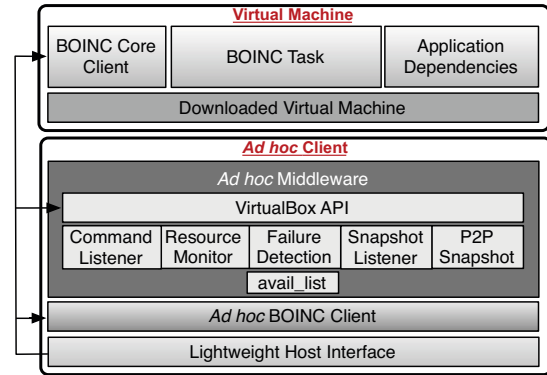 Virtual Machine
BOINC Core
Client
BOINC Task
Application
Dependencies
Downloaded Virtual Machine
Ad hoc Client
Ad hoc Middleware
VirtualBox API
Command
Listener
Resource
Monitor
Failure
Detection
Snapshot
Listener
P2P
Snapshot
avail_list
Ad hoc BOINC Client
Lightweight Host Interface